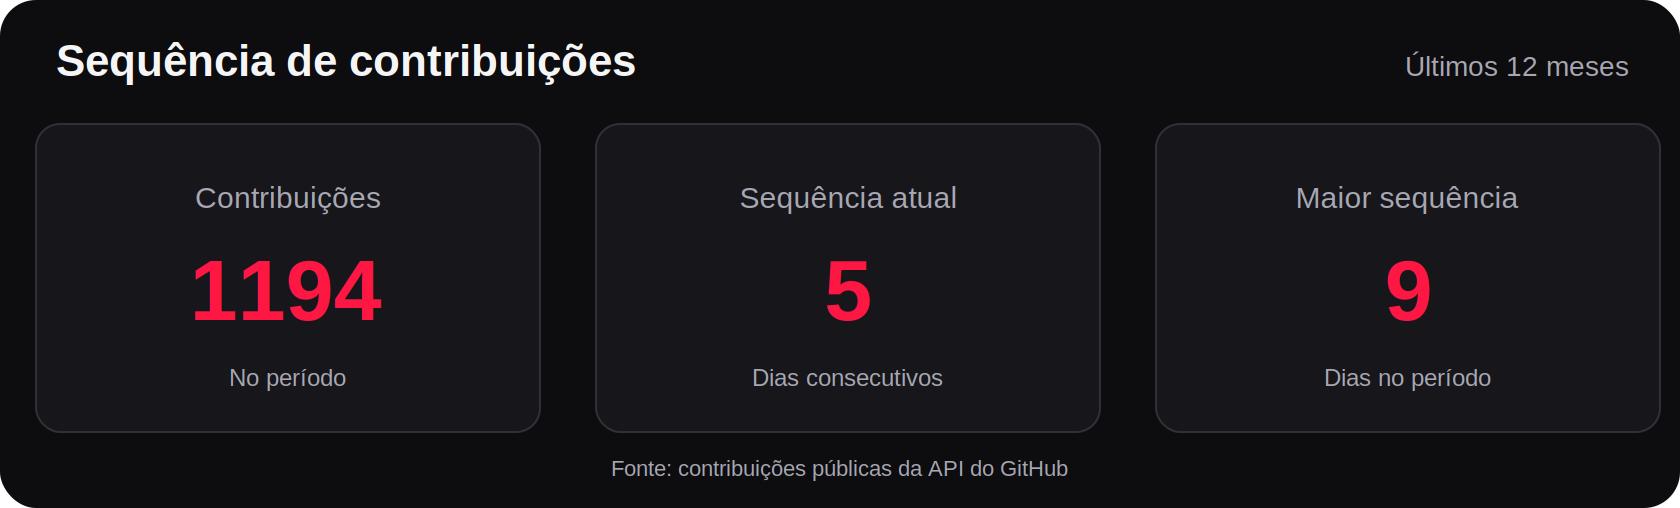 Sequência de contribuições
Últimos 12 meses
Contribuições
1194
No período
Sequência atual
5
Dias consecutivos
Maior sequência
9
Dias no período
Fonte: contribuições públicas da API do GitHub